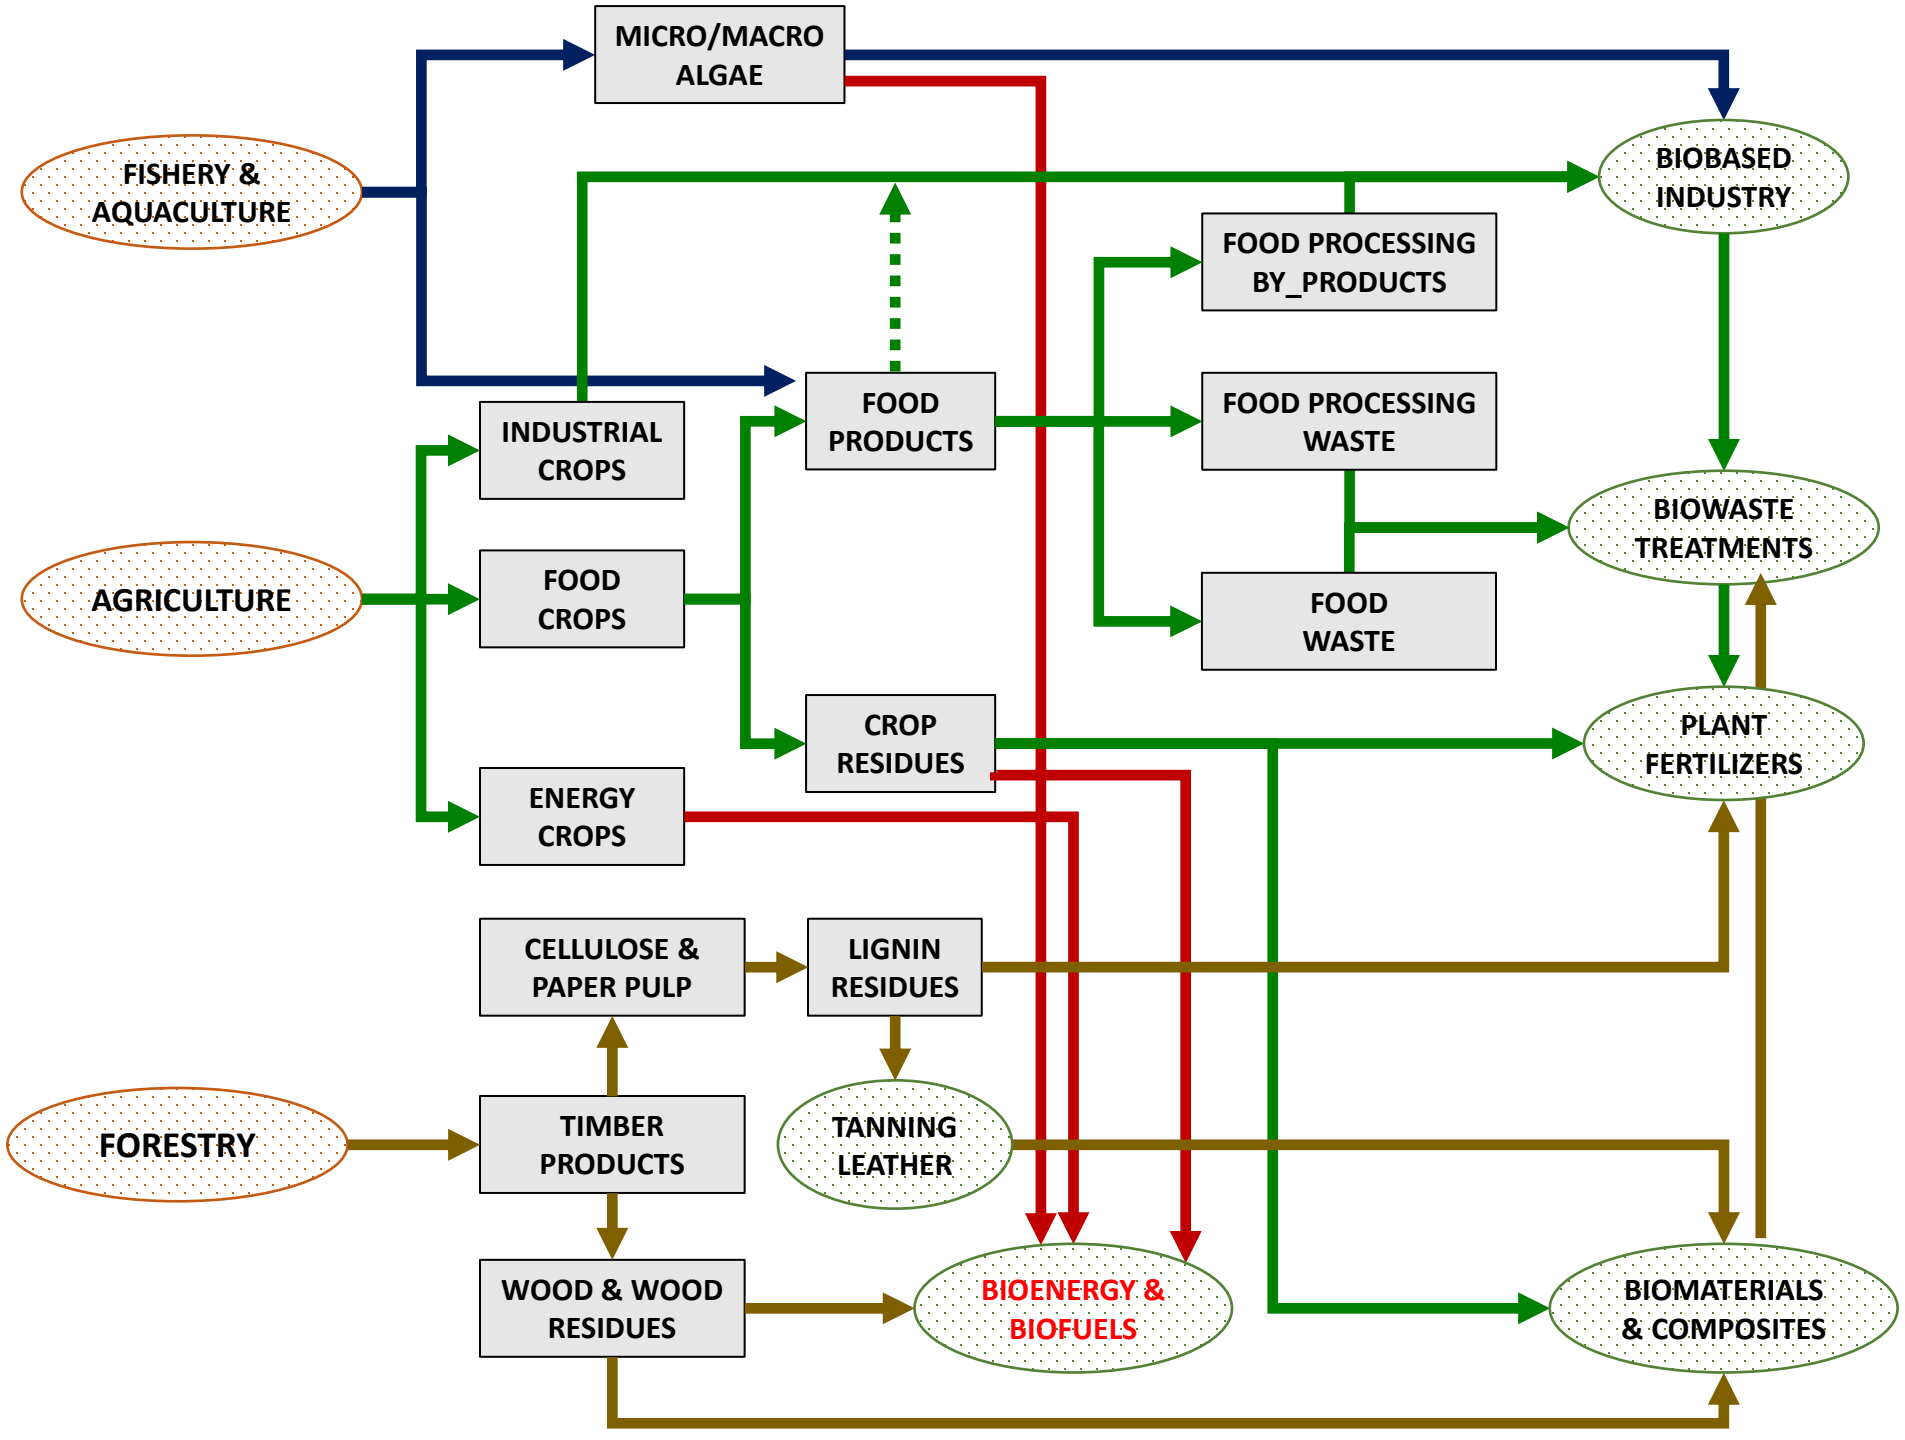 MICRO/MACRO
ALGAE
FISHERY &
AQUACULTURE
BIOBASED
INDUSTRY
FOOD PROCESSING
BY_PRODUCTS
FOOD
PRODUCTS
FOOD PROCESSING
WASTE
INDUSTRIAL
CROPS
BIOWASTE
TREATMENTS
AGRICULTURE
FOOD
CROPS
FOOD
WASTE
CROP
RESIDUES
PLANT
FERTILIZERS
ENERGY
CROPS
CELLULOSE &
PAPER PULP
LIGNIN
RESIDUES
FORESTRY
TIMBER
PRODUCTS
TANNING
LEATHER
WOOD & WOOD
RESIDUES
BIOENERGY &
BIOFUELS
BIOMATERIALS
& COMPOSITES